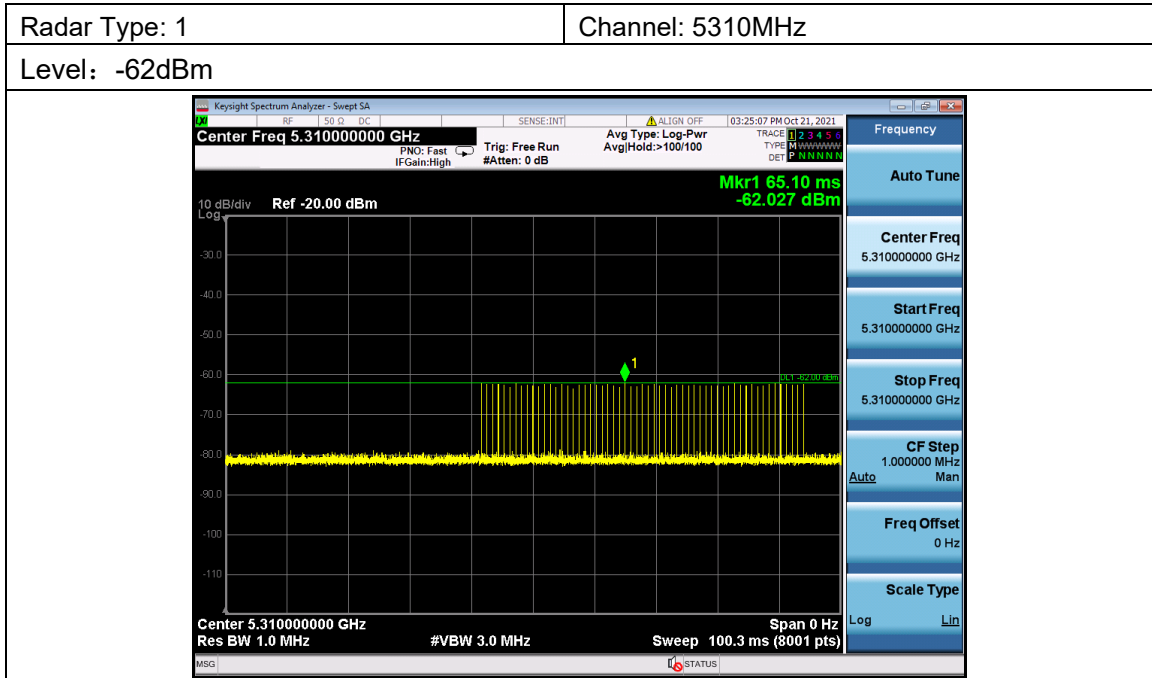 Radar Type: 1
Channel: 5310MHz
Level：-62dBm
Keysight Spectrum Analyzer - Swept SA
LXI
RF
50 Ω
DC
SENSE:INT
ALIGN OFF
03:25:07 PM Oct 21, 2021
Center Freq 5.310000000 GHz
PNO: Fast
IFGain:High
Trig: Free Run
#Atten: 0 dB
Avg Type: Log-Pwr
Avg|Hold:>100/100
TRACE 1 2 3 4 5 6
TYPE M WWWWW
DET P N N N N N
Mkr1 65.10 ms
-62.027 dBm
10 dB/div
Log
Ref -20.00 dBm
-30.0
-40.0
-50.0
-60.0
-70.0
-80.0
-90.0
-100
-110
1
DL1 -62.00 dBm
Center 5.310000000 GHz
Span 0 Hz
Res BW 1.0 MHz
#VBW 3.0 MHz
Sweep 100.3 ms (8001 pts)
MSG
STATUS
Frequency
Auto Tune
Center Freq
5.310000000 GHz
Start Freq
5.310000000 GHz
Stop Freq
5.310000000 GHz
CF Step
1.000000 MHz
Auto Man
Freq Offset
0 Hz
Scale Type
Log Lin